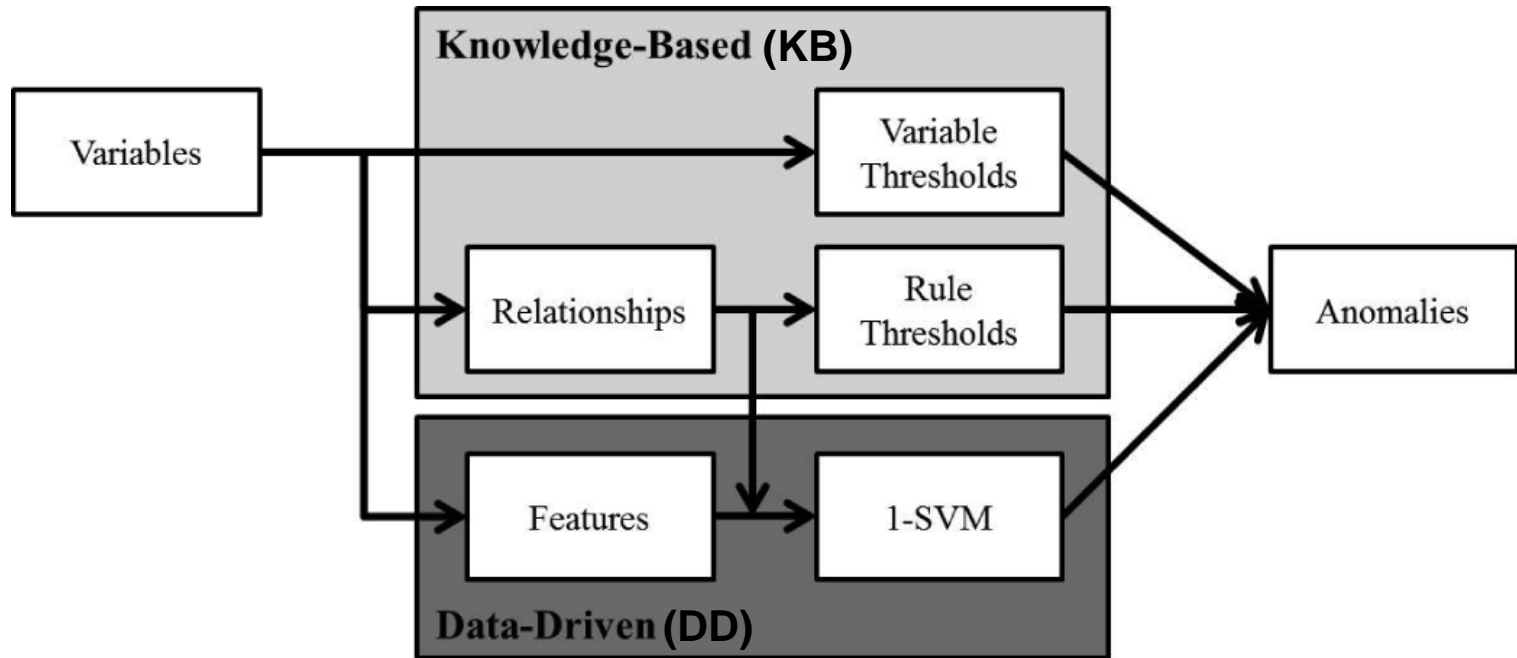 Knowledge-Based (KB)
Variables
Variable
Thresholds
Relationships
Rule
Thresholds
Anomalies
Features
1-SVM
Data-Driven (DD)